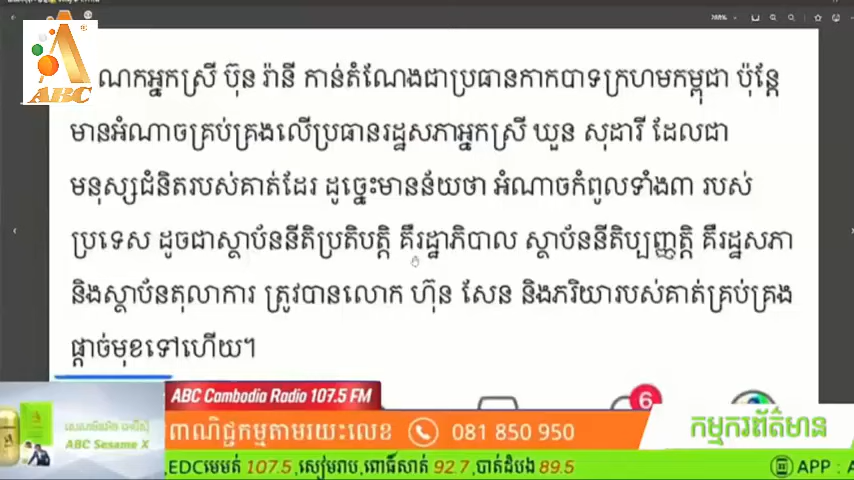 ABC
ណកអ្នកស្រី ប៊ុន រ៉ានី កាន់តំណែងជាប្រធានកាកបាទក្រហមកម្ពុជា ប៉ុន្តែ
មានអំណាចគ្រប់គ្រងលើប្រធានរដ្ឋសភាអ្នកស្រី ឃួន សុដារី ដែលជា
មនុស្សជំនិតរបស់គាត់ដែរ ដូច្នេះមានន័យថា អំណាចកំពូលទាំង៣ របស់
ប្រទេស ដូចជាស្ថាប័ននីតិប្រតិបត្តិ គឺរដ្ឋាភិបាល ស្ថាប័ននីតិប្បញ្ញត្តិ គឺរដ្ឋសភា
និងស្ថាប័នតុលាការ ត្រូវបានលោក ហ៊ុន សែន និងភរិយារបស់គាត់គ្រប់គ្រង
ផ្តាច់មុខទៅហើយ។
ABC Cambodia Radio 107.5 FM
6
ABC Sesame X
ពាណិជ្ជកម្មតាមរយះលេខ 081 850 950
កម្មករព័ត៌មាន
,EDCមេមត់ 107.5,សៀមរាប,ពោធិ៍សាត់ 92.7,បាត់ដំបង 89.5
APP : A